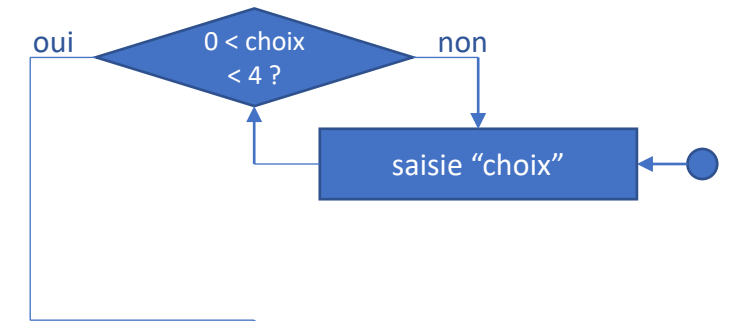 oui
0 < choix
< 4 ?
non
saisie “choix”